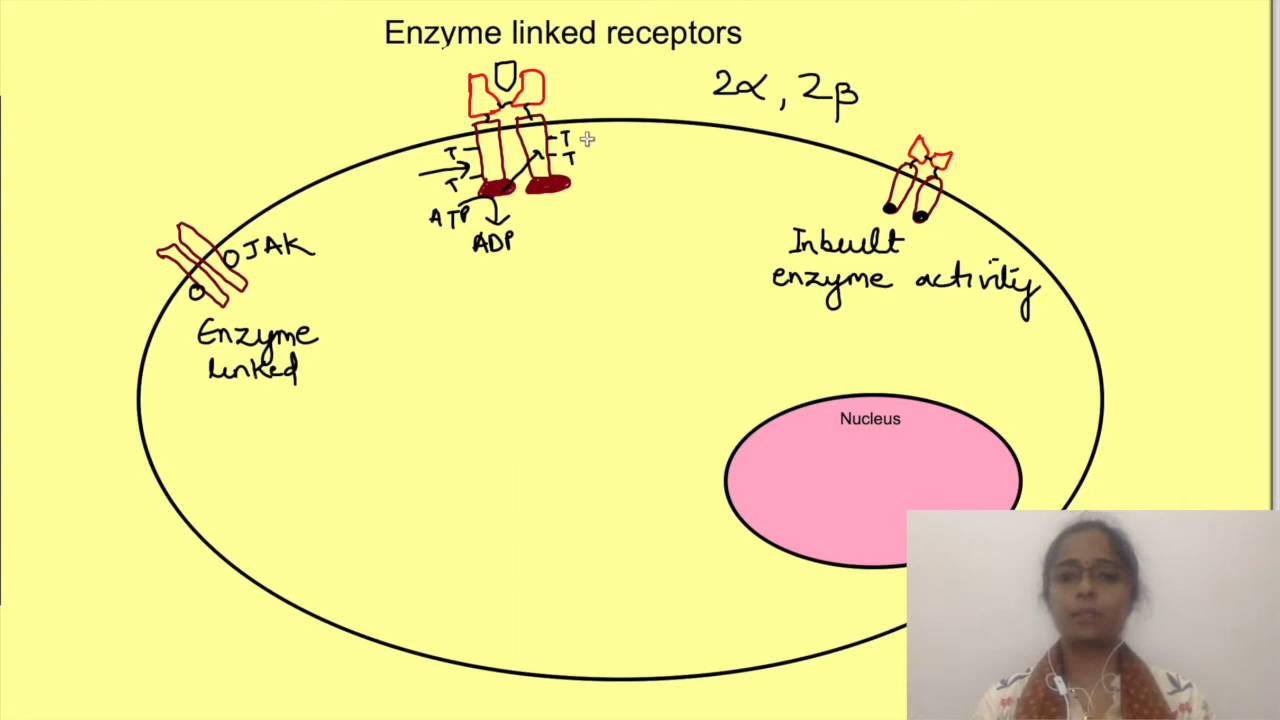 Enzyme linked receptors
2α, 2β
T
T
T
T
ATP
ADP
JAK
Enzyme
linked
Inbuilt
enzyme activity
Nucleus